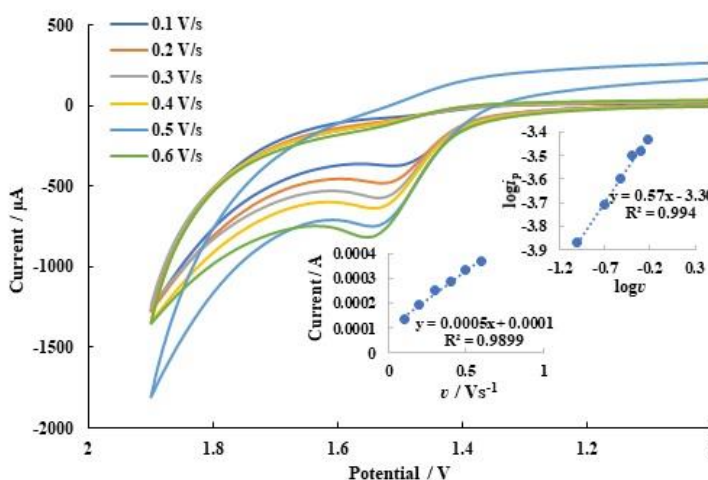 500
0
-500
-1000
-1500
-2000
Current / µA
2
1.8
1.6
1.4
1.2
Potential / V
0.1 V/s
0.2 V/s
0.3 V/s
0.4 V/s
0.5 V/s
0.6 V/s
0.0004
0.0003
0.0002
0.0001
0
Current / A
y = 0.0005x + 0.0001
R² = 0.9899
0
0.5
1
v / Vs⁻¹
-3.4
-3.5
-3.6
-3.7
-3.8
-3.9
logiₚ
y = 0.57x - 3.30
R² = 0.994
-1.2
-0.7
-0.2
0.3
logv